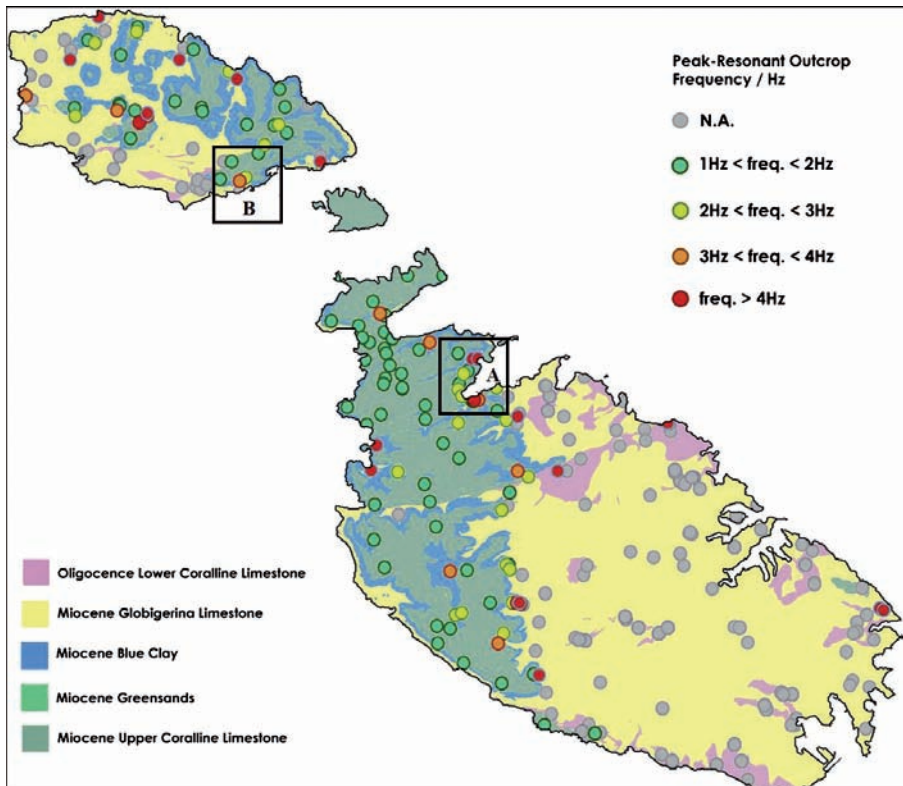 Peak-Resonant Outcrop
Frequency / Hz
N.A.
1Hz < freq. < 2Hz
2Hz < freq. < 3Hz
3Hz < freq. < 4Hz
freq. > 4Hz
B
A
Oligocence Lower Coralline Limestone
Miocene Globigerina Limestone
Miocene Blue Clay
Miocene Greensands
Miocene Upper Coralline Limestone